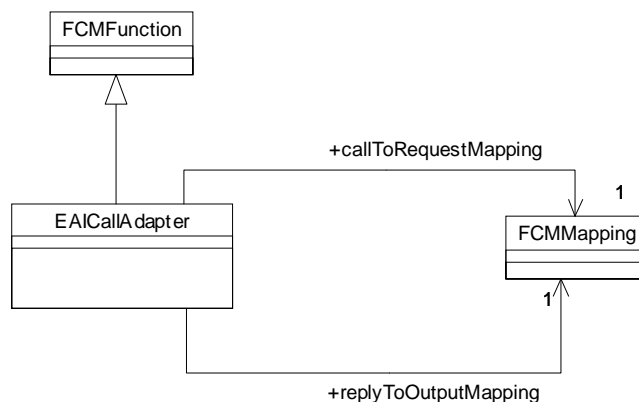 FCMFunction
+callToRequestMapping
1
EAICallAdapter
FCMMapping
1
+replyToOutputMapping